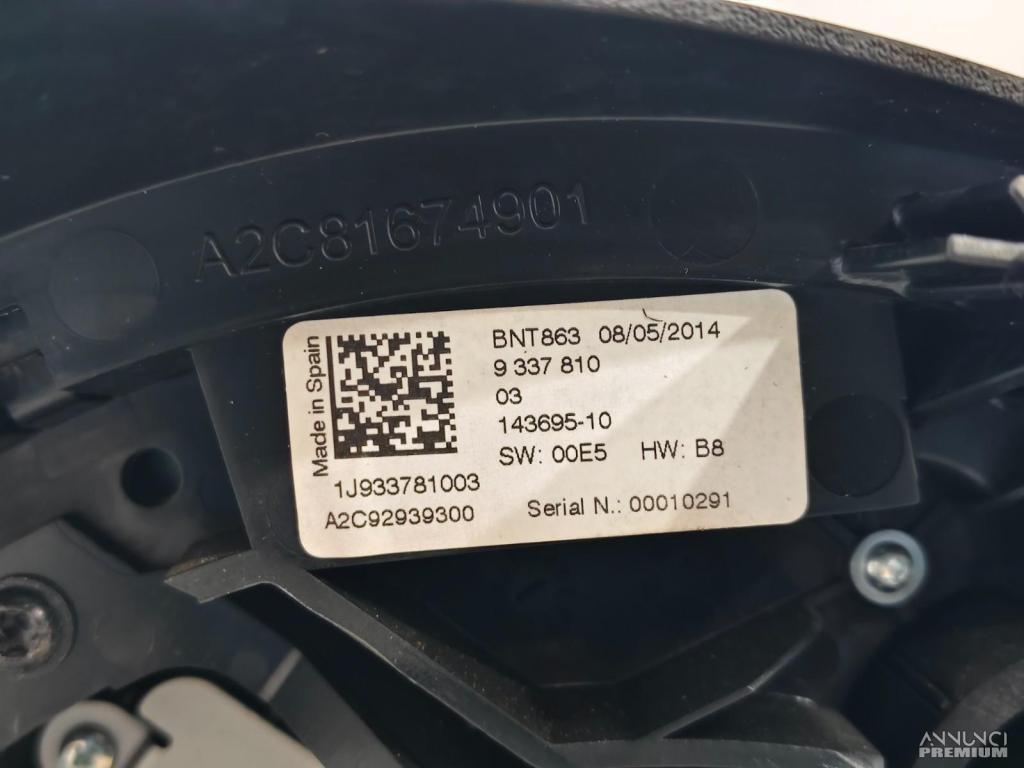 A2C81674901
Made in Spain
BNT863 08/05/2014
9 337 810
03
143695-10
SW: 00E5 HW: B8
1J933781003
A2C92939300
Serial N.: 00010291
ANNUNCI
PREMIUM